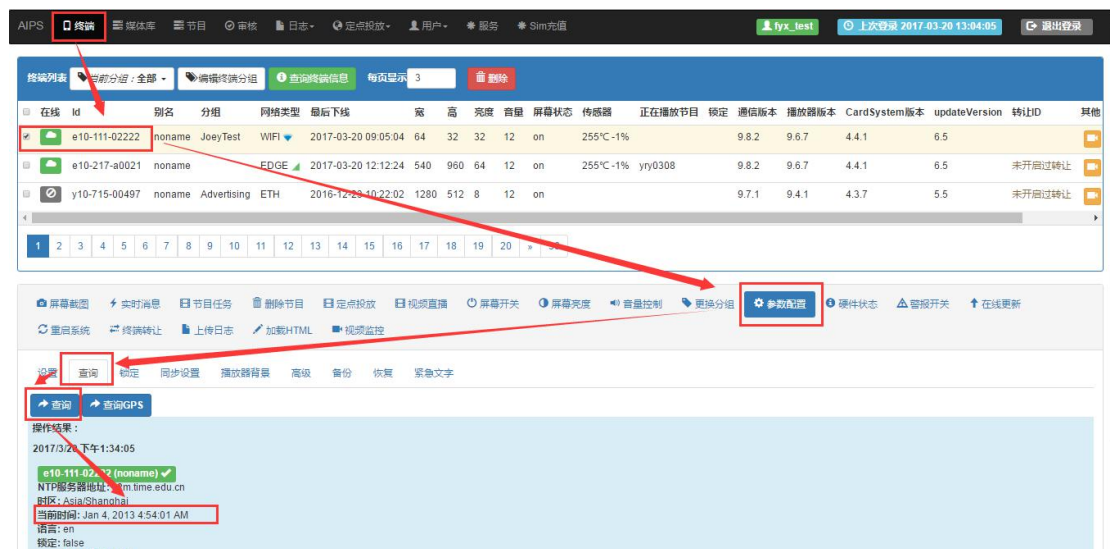 AIPS 终端 媒体库 节目 审核 日志 定点投放 用户 服务 Sim充值 fyx_test 上次登录 2017-03-20 13:04:05 退出登录
终端列表 当前分组：全部 编辑终端分组 查询终端信息 每页显示 3 删除
在线 Id 别名 分组 网络类型 最后下线 宽 高 亮度 音量 屏幕状态 传感器 正在播放节目 锁定 通信版本 播放器版本 CardSystem版本 updateVersion 转让ID 其他
e10-111-02222 noname JoeyTest WIFI 2017-03-20 09:05:04 64 32 32 12 on 255℃-1% 9.8.2 9.6.7 4.4.1 6.5
e10-217-a0021 noname EDGE 2017-03-20 12:12:24 540 960 64 12 on 255℃-1% yry0308 9.8.2 9.6.7 4.4.1 6.5 未开启过转让
y10-715-00497 noname Advertising ETH 2016-12-23 10:22:02 1280 512 8 12 on 9.7.1 9.4.1 4.3.7 5.5 未开启过转让
1 2 3 4 5 6 7 8 9 10 11 12 13 14 15 16 17 18 19 20 »
屏幕截图 实时消息 节目任务 删除节目 定点投放 视频直播 屏幕开关 屏幕亮度 音量控制 更换分组 参数配置 硬件状态 警报开关 在线更新
重启系统 终端转让 上传日志 加载HTML 视频监控
设置 查询 锁定 同步设置 播放器背景 高级 备份 恢复 紧急文字
查询 查询GPS
操作结果：
2017/3/20 下午1:34:05
e10-111-02222 (noname)
NTP服务器地址: s2m.time.edu.cn
时区: Asia/Shanghai
当前时间: Jan 4, 2013 4:54:01 AM
语言: en
锁定: false